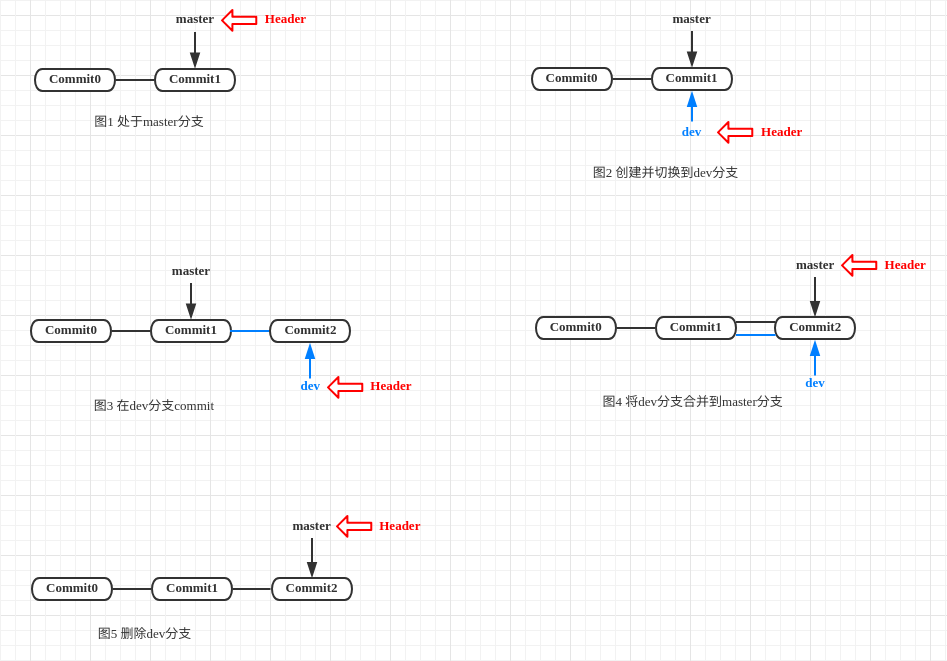 master Header
Commit0 Commit1
图1 处于master分支
master
Commit0 Commit1
dev Header
图2 创建并切换到dev分支
master
Commit0 Commit1 Commit2
dev Header
图3 在dev分支commit
master Header
Commit0 Commit1 Commit2
dev
图4 将dev分支合并到master分支
master Header
Commit0 Commit1 Commit2
图5 删除dev分支